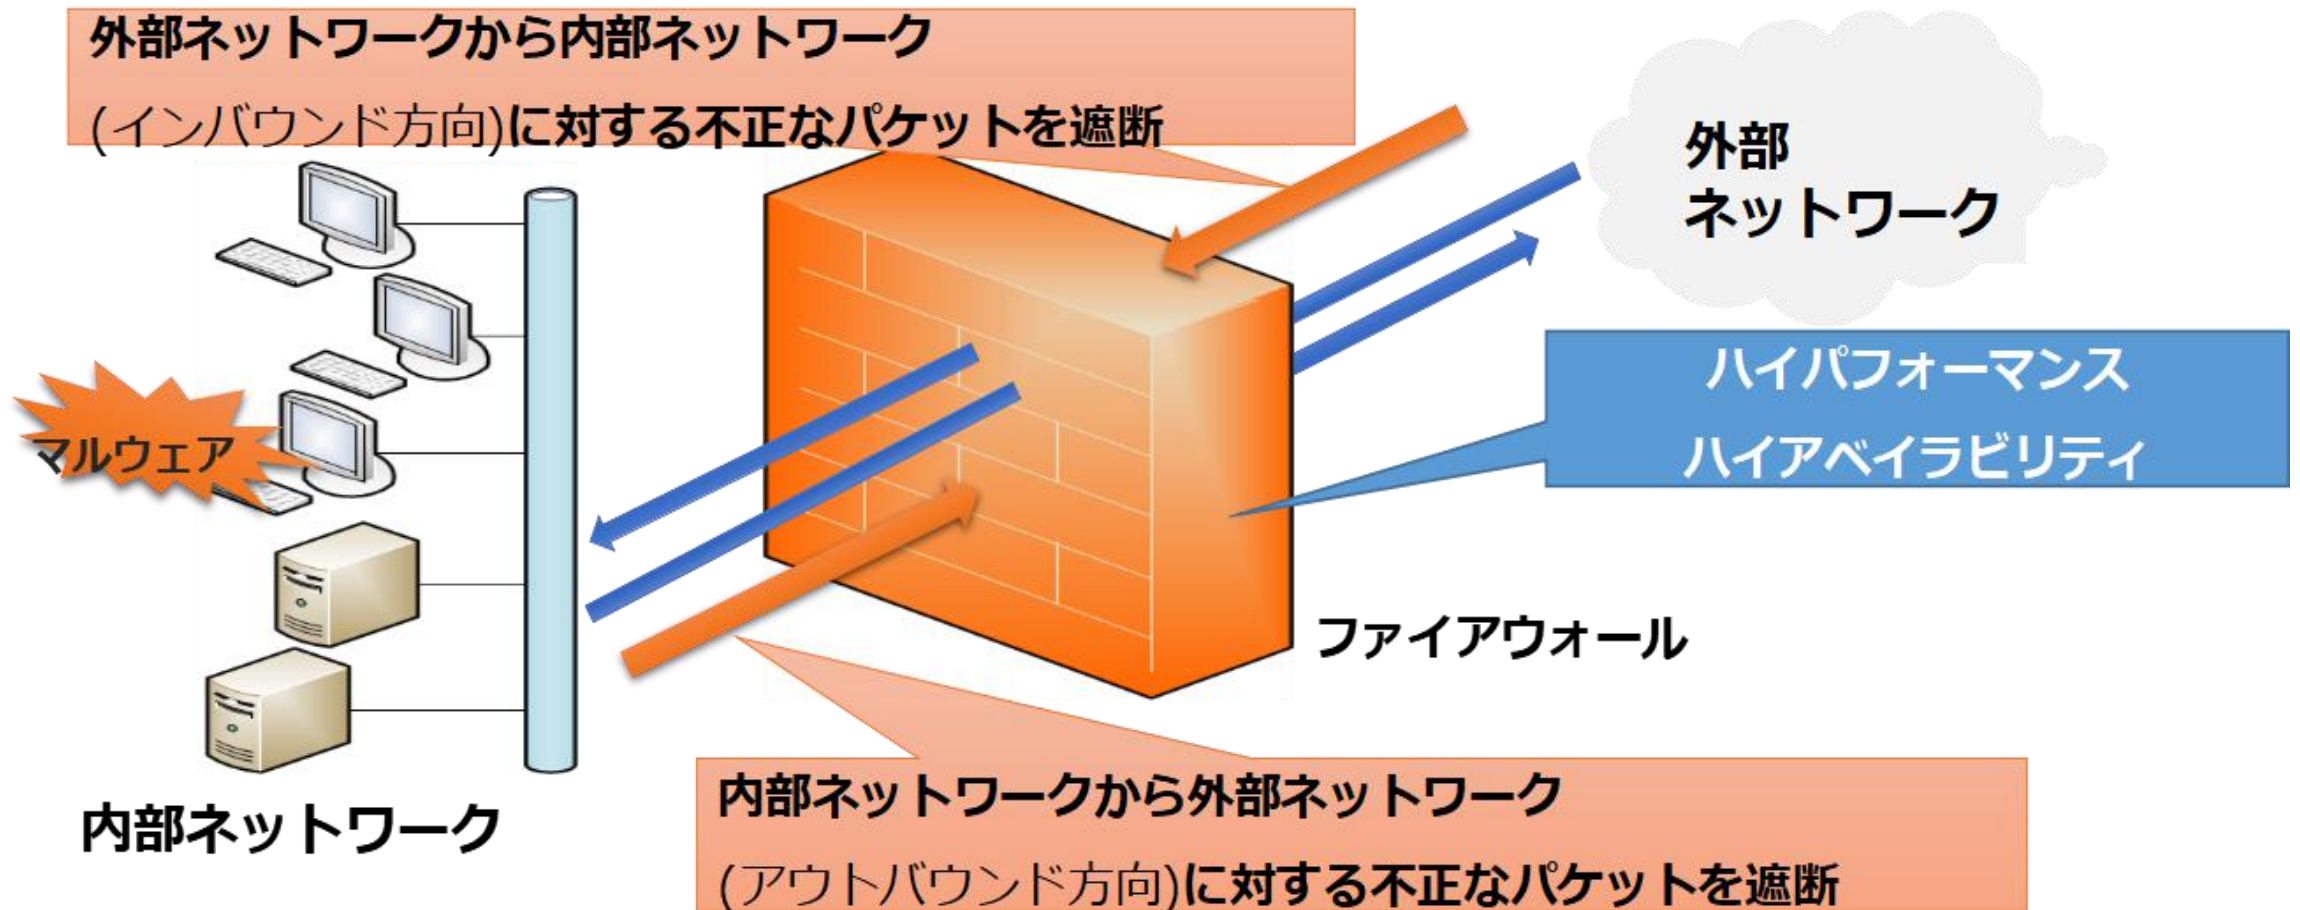 外部ネットワークから内部ネットワーク
(インバウンド方向)に対する不正なパケットを遮断
外部
ネットワーク
ハイパフォーマンス
ハイアベイラビリティ
マルウェア
ファイアウォール
内部ネットワーク
内部ネットワークから外部ネットワーク
(アウトバウンド方向)に対する不正なパケットを遮断